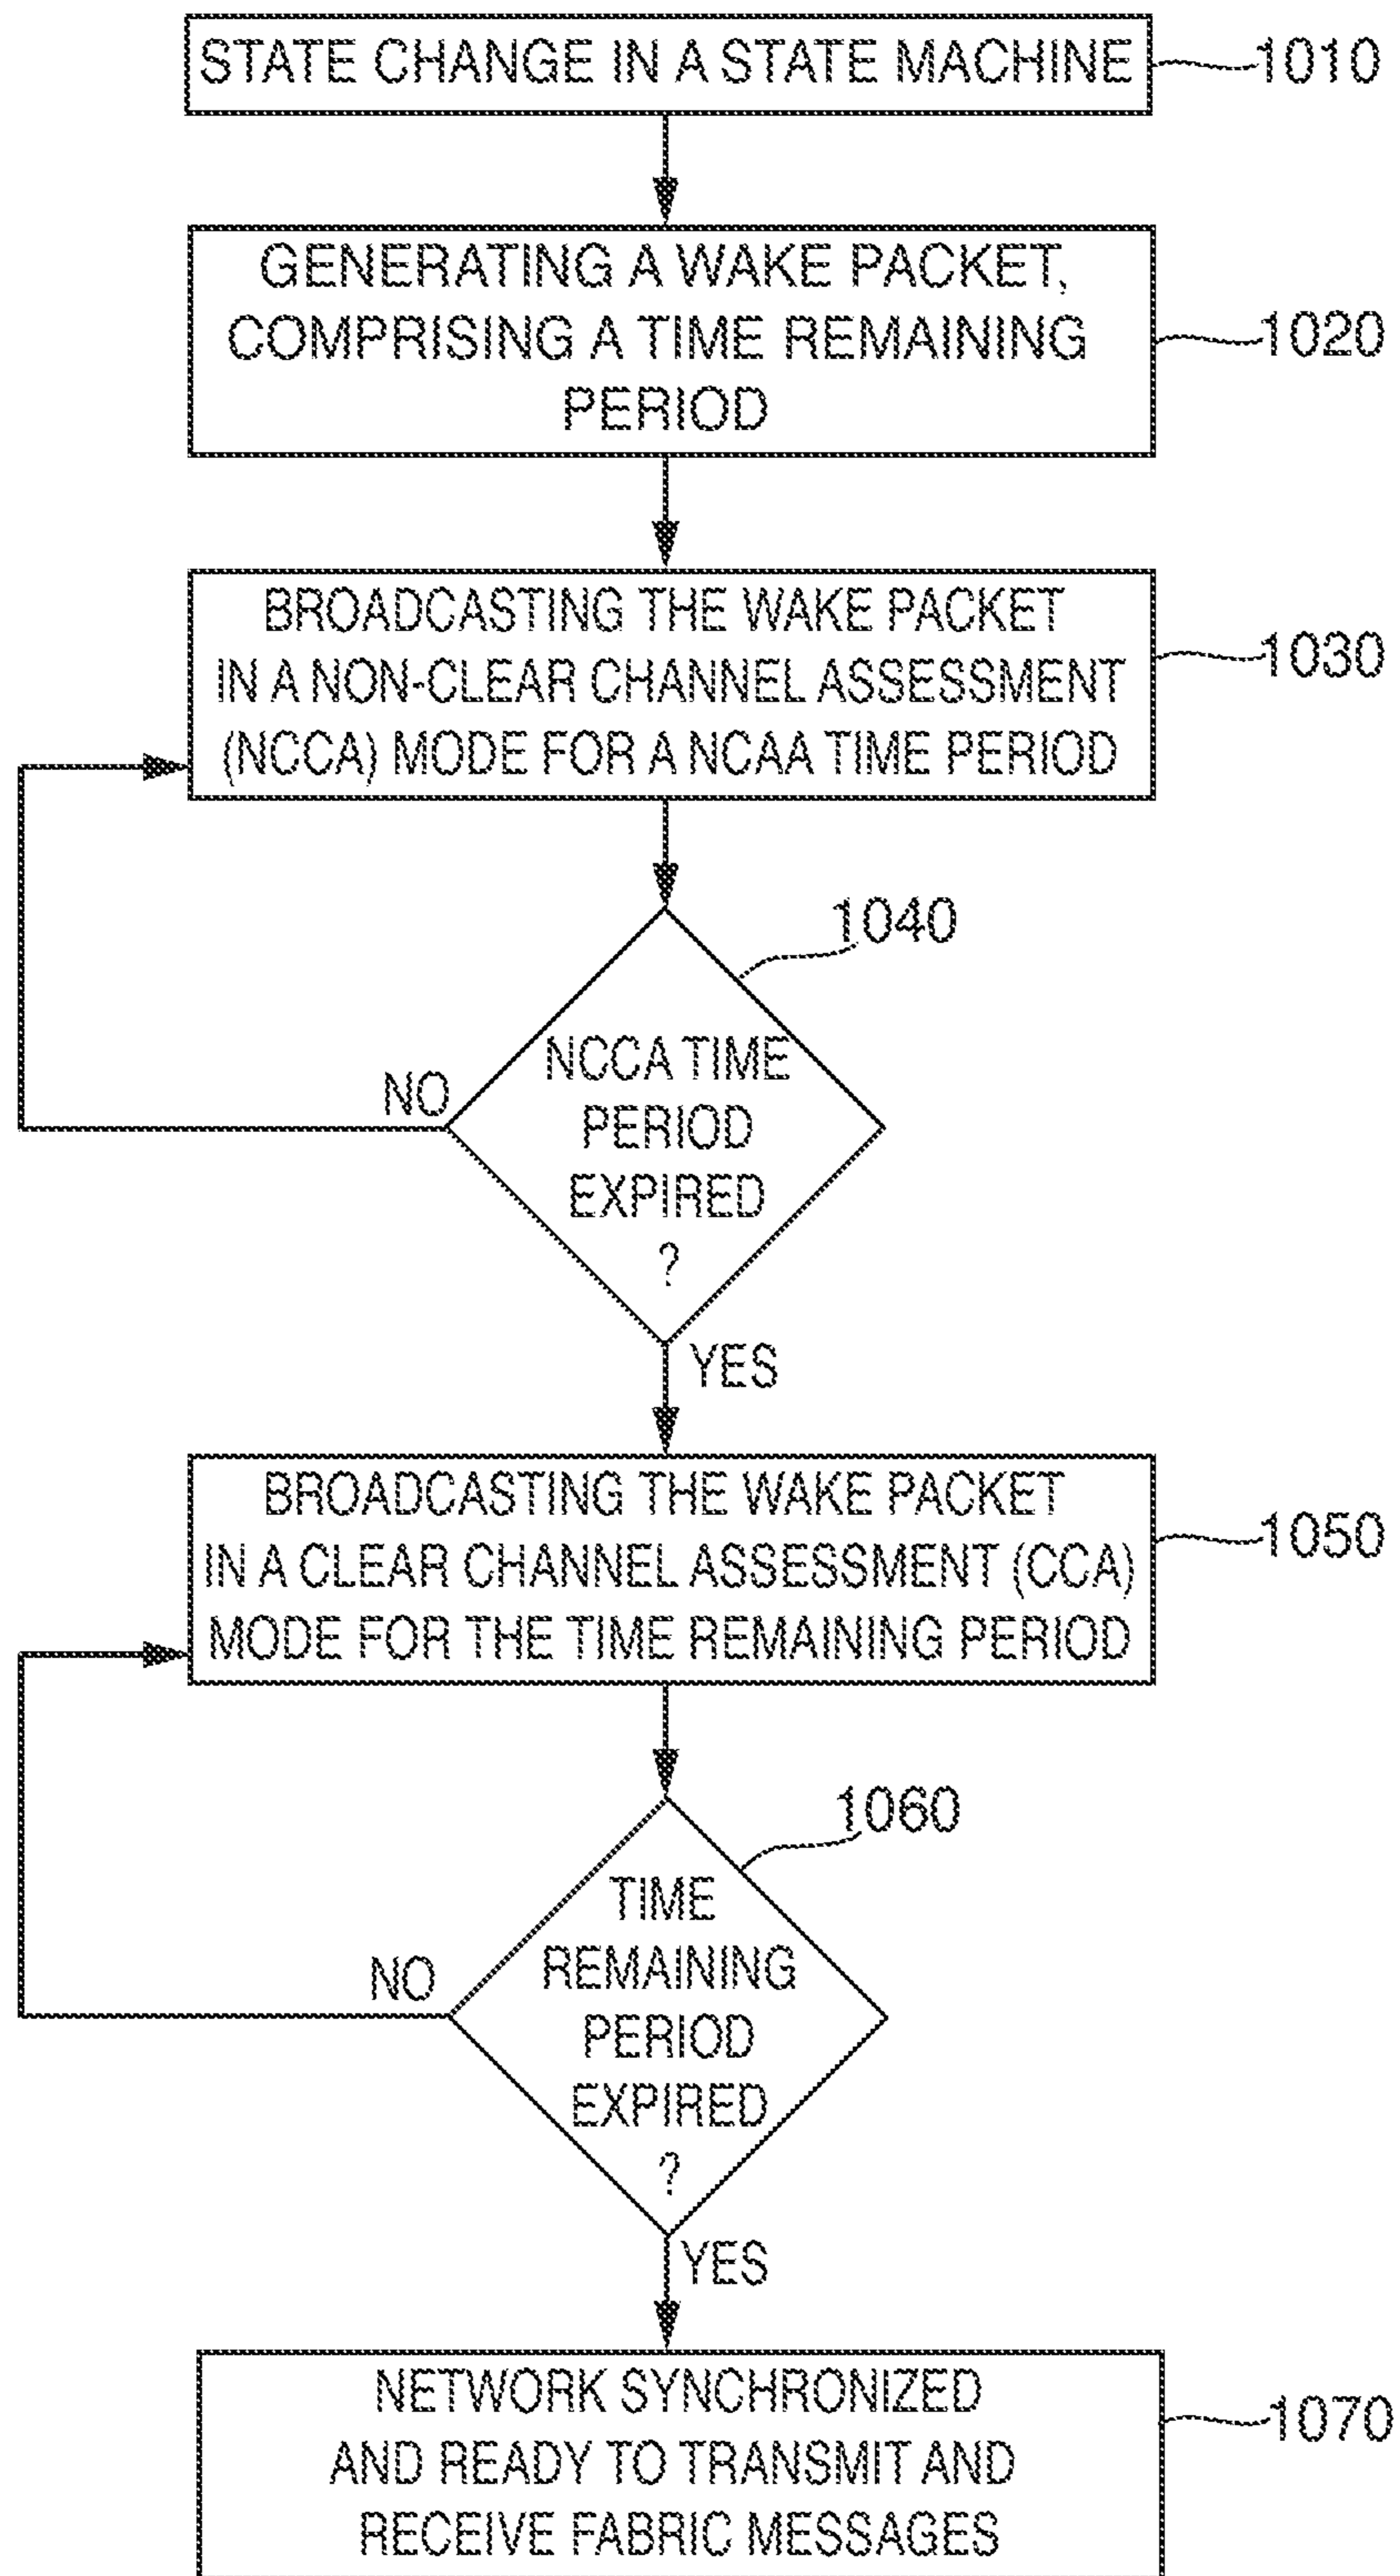 STATE CHANGE IN A STATE MACHINE
1010
GENERATING A WAKE PACKET,
COMPRISING A TIME REMAINING
PERIOD
1020
BROADCASTING THE WAKE PACKET
IN A NON-CLEAR CHANNEL ASSESSMENT
(NCCA) MODE FOR A NCAA TIME PERIOD
1030
1040
NCCA TIME
PERIOD
EXPIRED
?
NO
YES
BROADCASTING THE WAKE PACKET
IN A CLEAR CHANNEL ASSESSMENT (CCA)
MODE FOR THE TIME REMAINING PERIOD
1050
1060
TIME
REMAINING
PERIOD
EXPIRED
?
NO
YES
NETWORK SYNCHRONIZED
AND READY TO TRANSMIT AND
RECEIVE FABRIC MESSAGES
1070